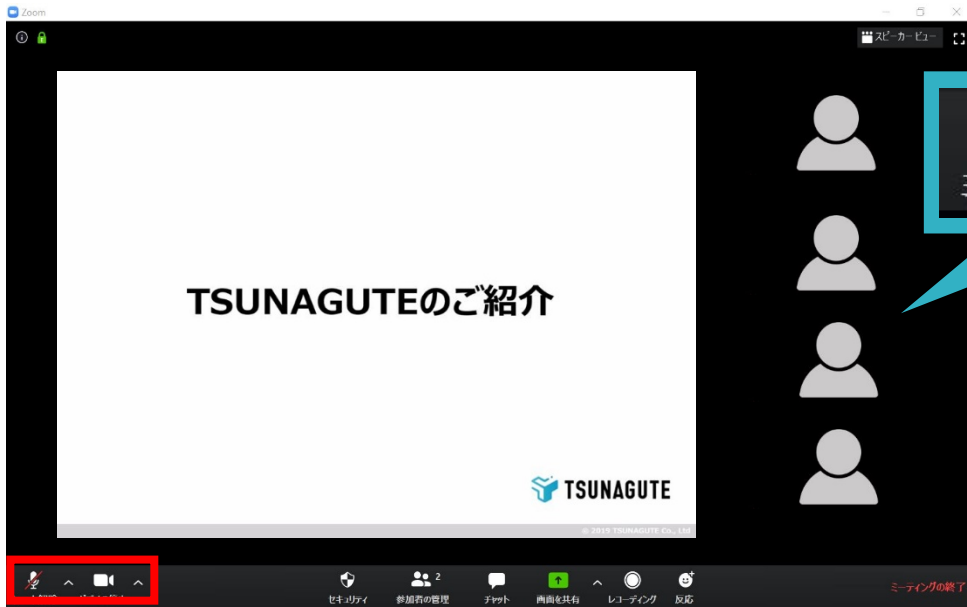 Zoom
スピーカー ビュー
TSUNAGUTEのご紹介
TSUNAGUTE
© 2019 TSUNAGUTE Co., Ltd
セキュリティ
参加者の管理
2
チャット
画面を共有
レコーディング
反応
ミーティングの終了